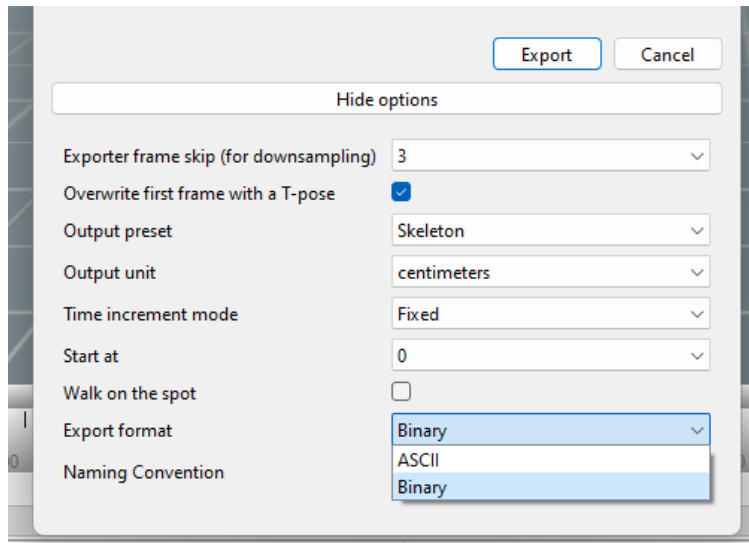 Export Cancel
Hide options
Exporter frame skip (for downsampling) 3
Overwrite first frame with a T-pose
Output preset Skeleton
Output unit centimeters
Time increment mode Fixed
Start at 0
Walk on the spot
Export format Binary
ASCII
Naming Convention
Binary